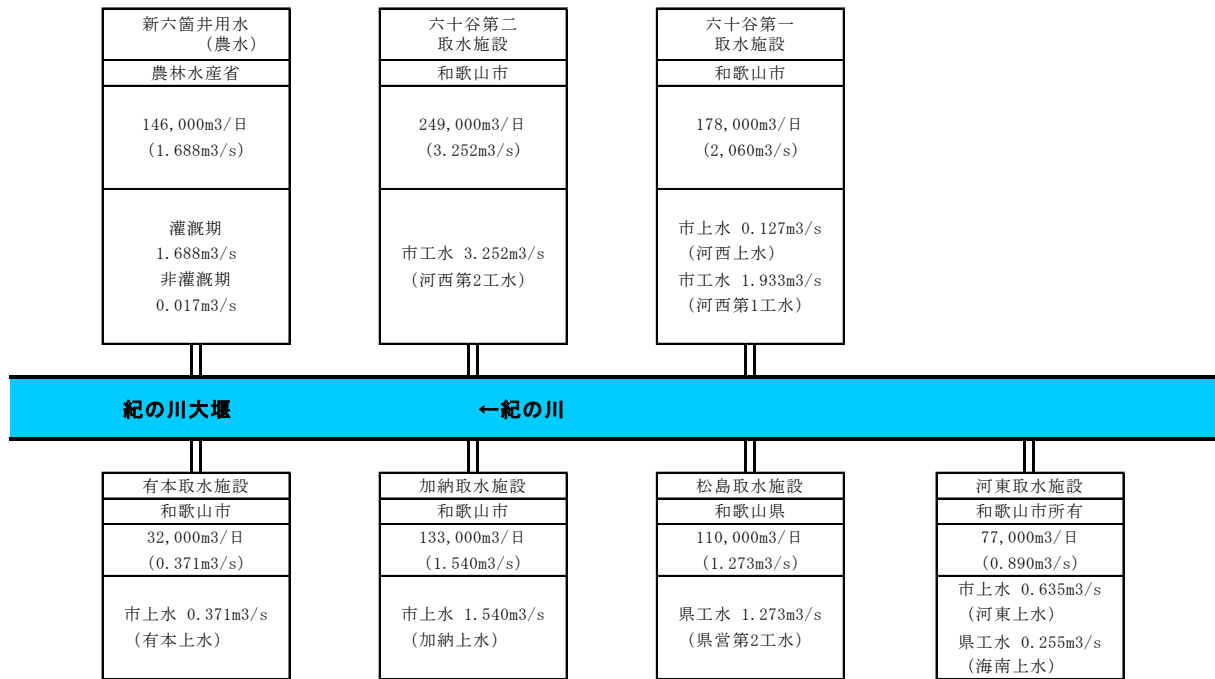 新六箇井用水
(農水)
農林水産省
146,000m3/日
(1.688m3/s)
灌漑期
1.688m3/s
非灌漑期
0.017m3/s
六十谷第二
取水施設
和歌山市
249,000m3/日
(3.252m3/s)
市工水 3.252m3/s
(河西第2工水)
六十谷第一
取水施設
和歌山市
178,000m3/日
(2,060m3/s)
市上水 0.127m3/s
(河西上水)
市工水 1.933m3/s
(河西第1工水)
紀の川大堰
←紀の川
有本取水施設
和歌山市
32,000m3/日
(0.371m3/s)
市上水 0.371m3/s
(有本上水)
加納取水施設
和歌山市
133,000m3/日
(1.540m3/s)
市上水 1.540m3/s
(加納上水)
松島取水施設
和歌山県
110,000m3/日
(1.273m3/s)
県工水 1.273m3/s
(県営第2工水)
河東取水施設
和歌山市所有
77,000m3/日
(0.890m3/s)
市上水 0.635m3/s
(河東上水)
県工水 0.255m3/s
(海南上水)